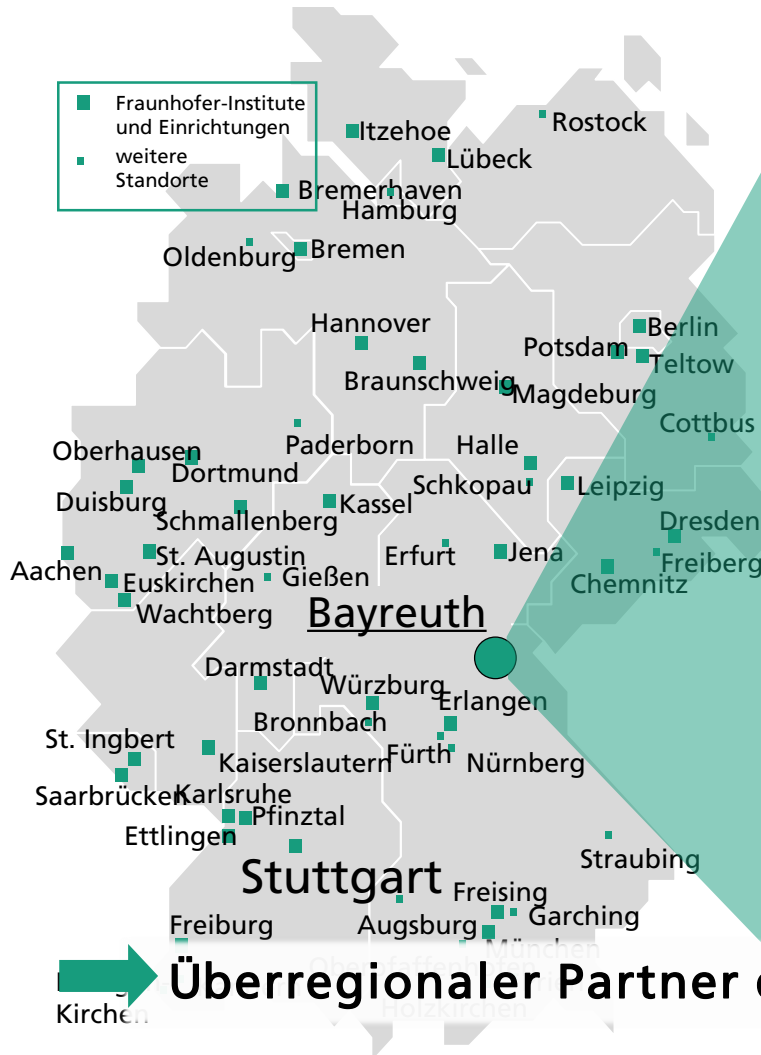 Fraunhofer-Institute
und Einrichtungen
weitere
Standorte
Itzehoe
Rostock
Lübeck
Bremerhaven
Hamburg
Oldenburg
Bremen
Hannover
Berlin
Potsdam
Teltow
Braunschweig
Magdeburg
Cottbus
Paderborn
Halle
Oberhausen
Dortmund
Schkopau
Leipzig
Duisburg
Kassel
Schmallenberg
Dresden
St. Augustin
Erfurt
Jena
Freiberg
Aachen
Euskirchen
Gießen
Chemnitz
Wachtberg
Bayreuth
Darmstadt
Würzburg
Erlangen
Bronnbach
St. Ingbert
Kaiserslautern
Fürth
Nürnberg
Saarbrücken
Karlsruhe
Pfinztal
Ettlingen
Straubing
Stuttgart
Freising
Freiburg
Augsburg
Garching
München
Oberpfaffenhofen
Überregionaler Partner
Holzkirchen
Kirchen